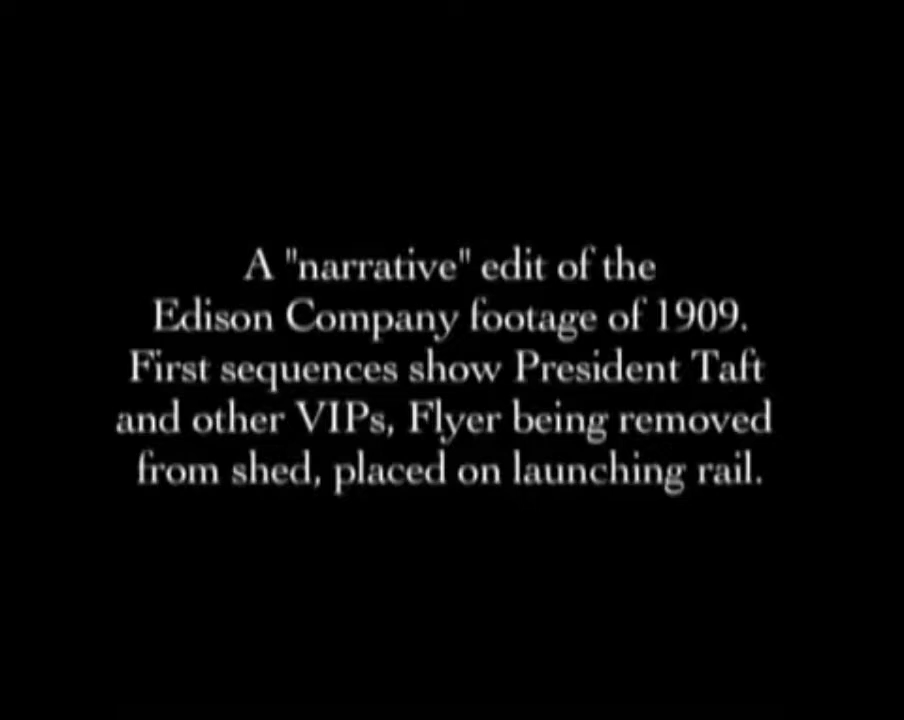 A "narrative" edit of the
Edison Company footage of 1909.
First sequences show President Taft
and other VIPs, Flyer being removed
from shed, placed on launching rail.